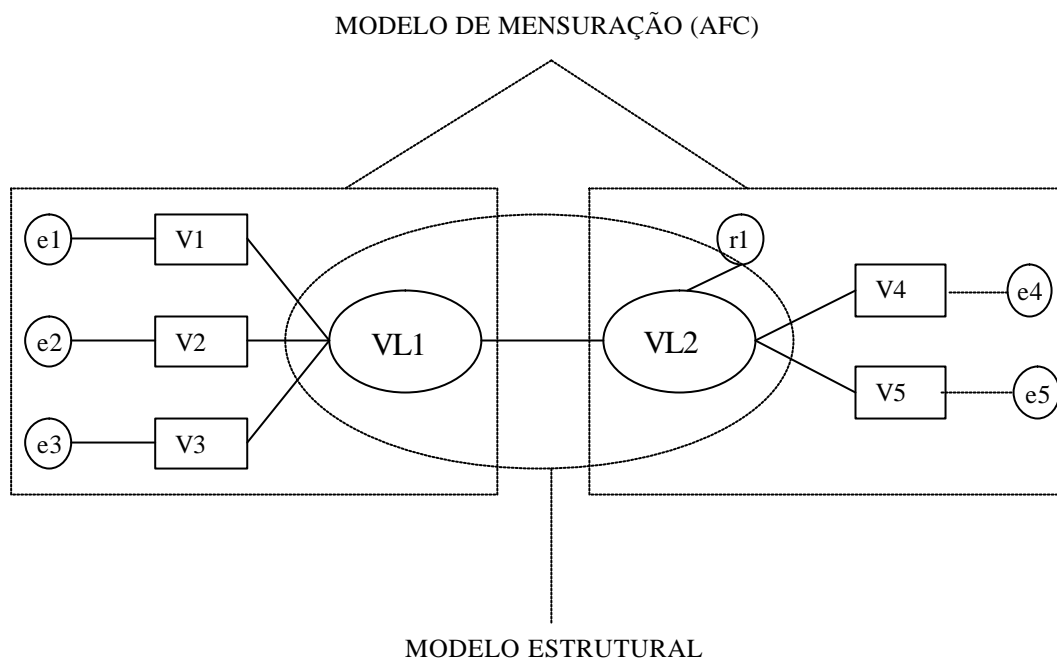 MODELO DE MENSURAÇÃO (AFC)
e1 V1 r1
V4 e4
e2 V2 VL1 VL2
V5 e5
e3 V3
MODELO ESTRUTURAL